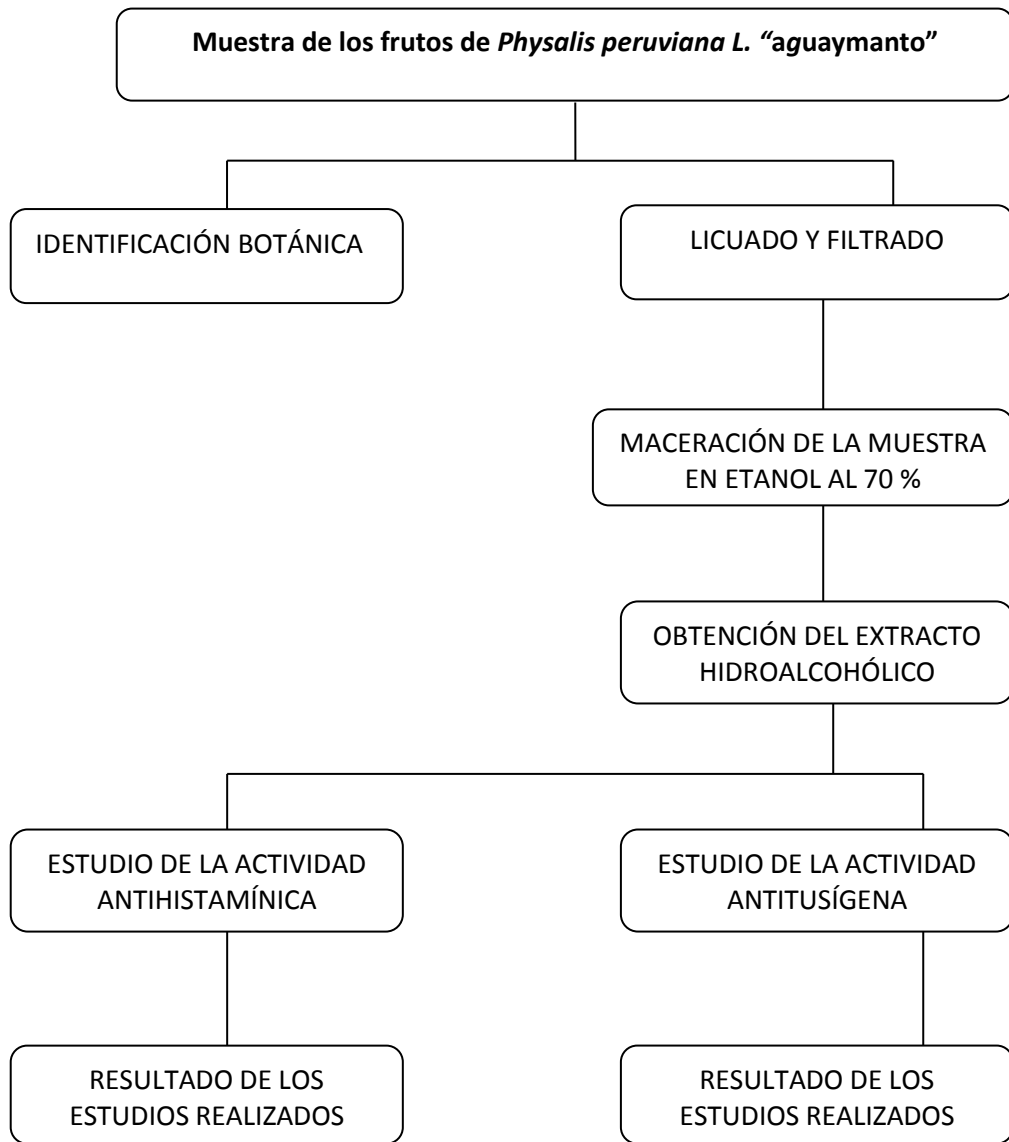 Muestra de los frutos de Physalis peruviana L. “aguaymanto”
IDENTIFICACIÓN BOTÁNICA
LICUADO Y FILTRADO
MACERACIÓN DE LA MUESTRA
EN ETANOL AL 70 %
OBTENCIÓN DEL EXTRACTO
HIDROALCOHÓLICO
ESTUDIO DE LA ACTIVIDAD
ANTIHISTAMÍNICA
ESTUDIO DE LA ACTIVIDAD
ANTITUSÍGENA
RESULTADO DE LOS
ESTUDIOS REALIZADOS
RESULTADO DE LOS
ESTUDIOS REALIZADOS